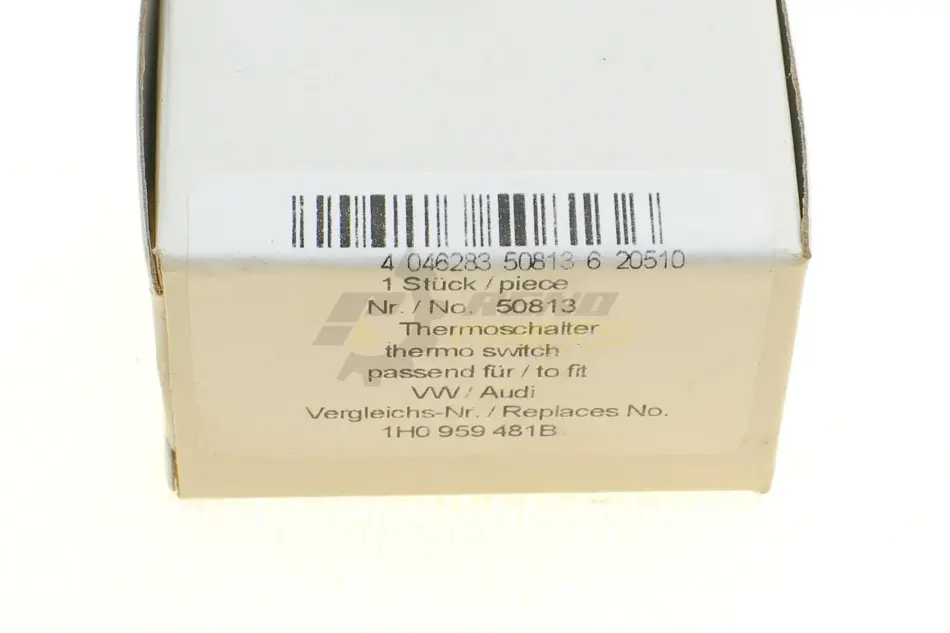 4 046283 50813 6 20510
1 Stück / piece
Nr. / No. 50813
Thermoschalter
thermo switch
passend für / to fit
VW / Audi
Vergleichs-Nr. / Replaces No.
1H0 959 481B